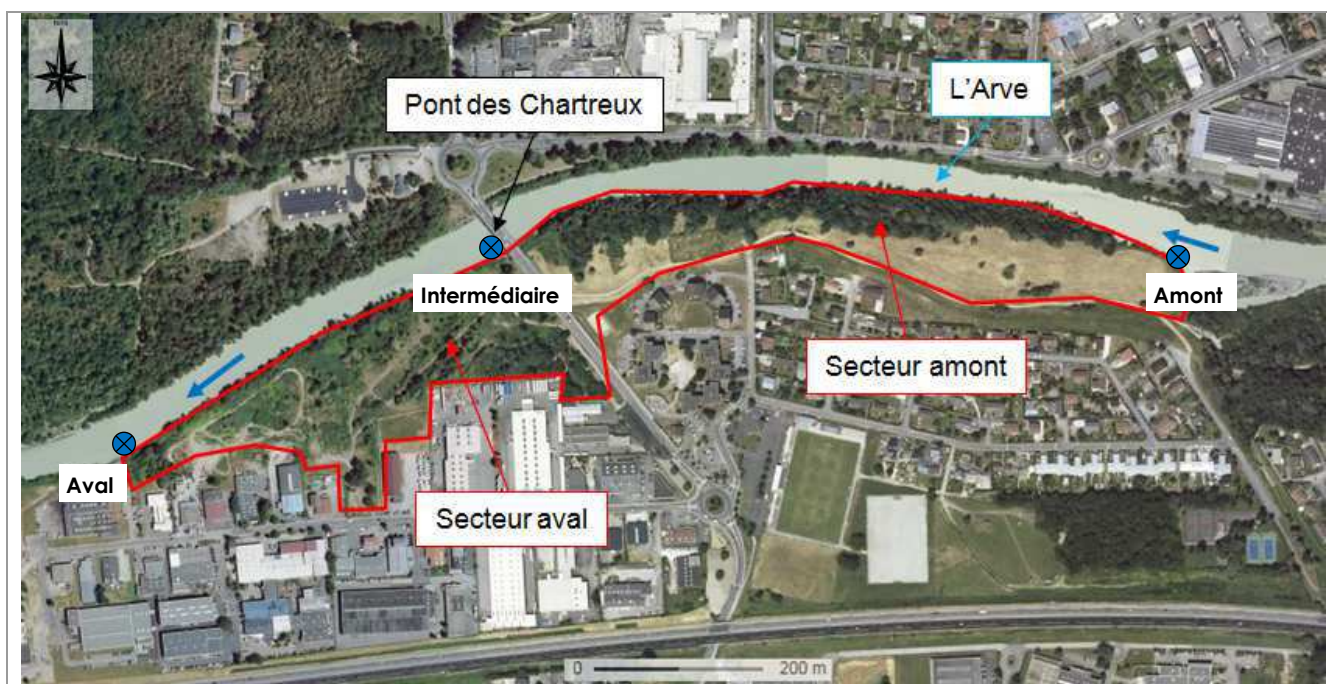 L'Arve
Pont des Chartreux
Intermédiaire
Amont
Secteur amont
Aval
Secteur aval
0 200 m